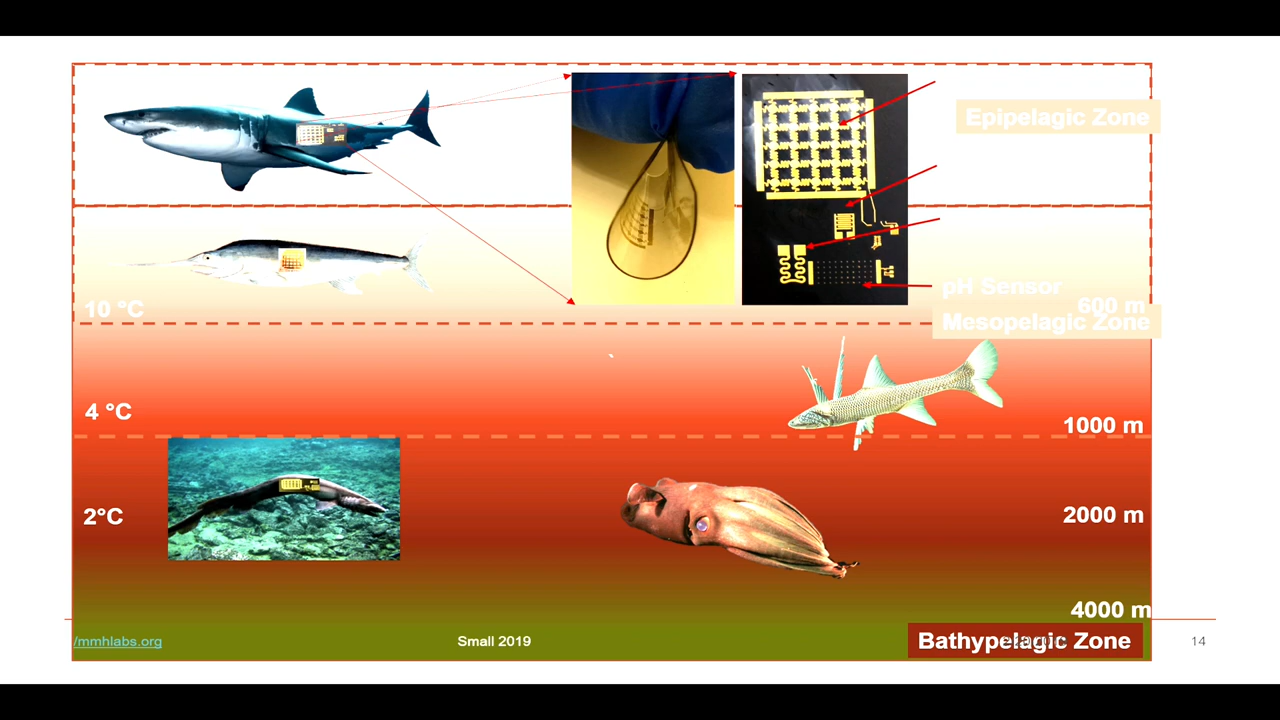 Epipelagic Zone
pH Sensor
10 °C
600 m
Mesopelagic Zone
4 °C
1000 m
2°C
2000 m
4000 m
/mmhlabs.org
Small 2019
Bathypelagic Zone
14